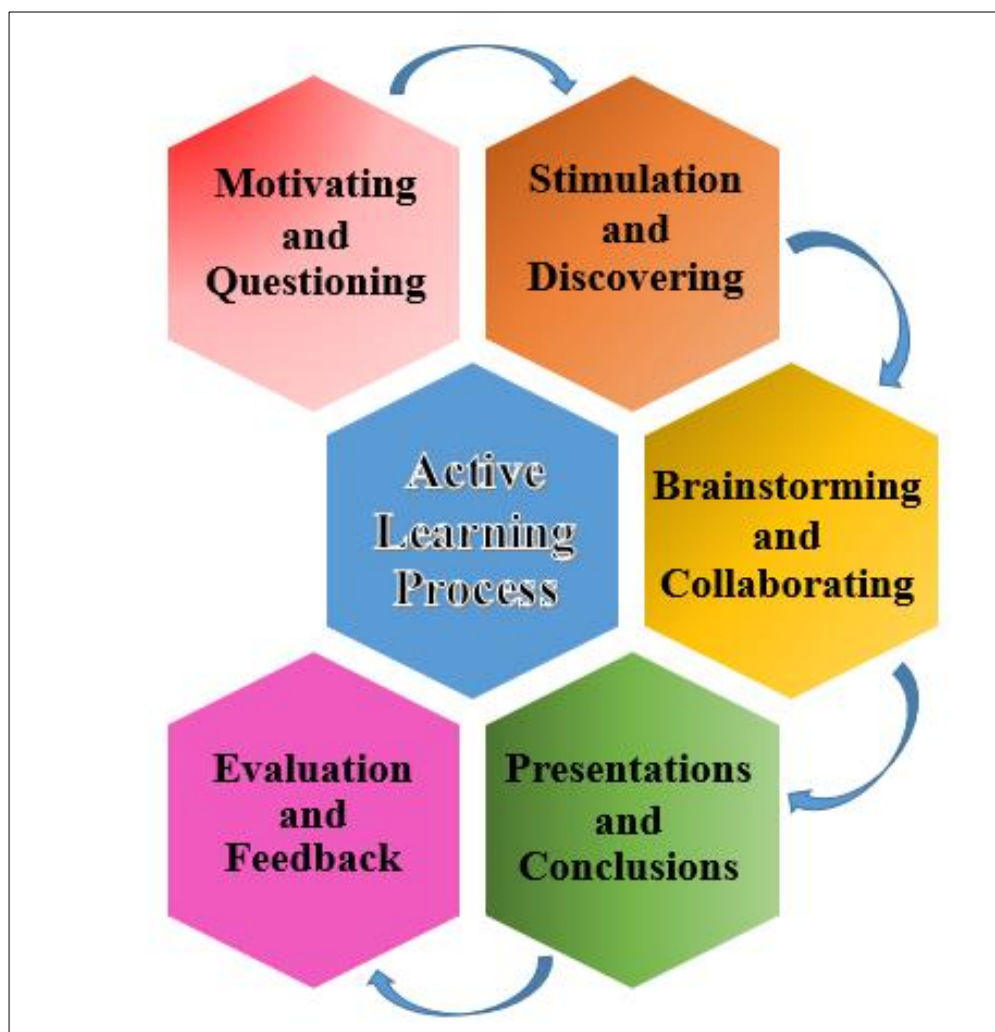 Motivating
and
Questioning
Stimulation
and
Discovering
Brainstorming
and
Collaborating
Active
Learning
Process
Evaluation
and
Feedback
Presentations
and
Conclusions